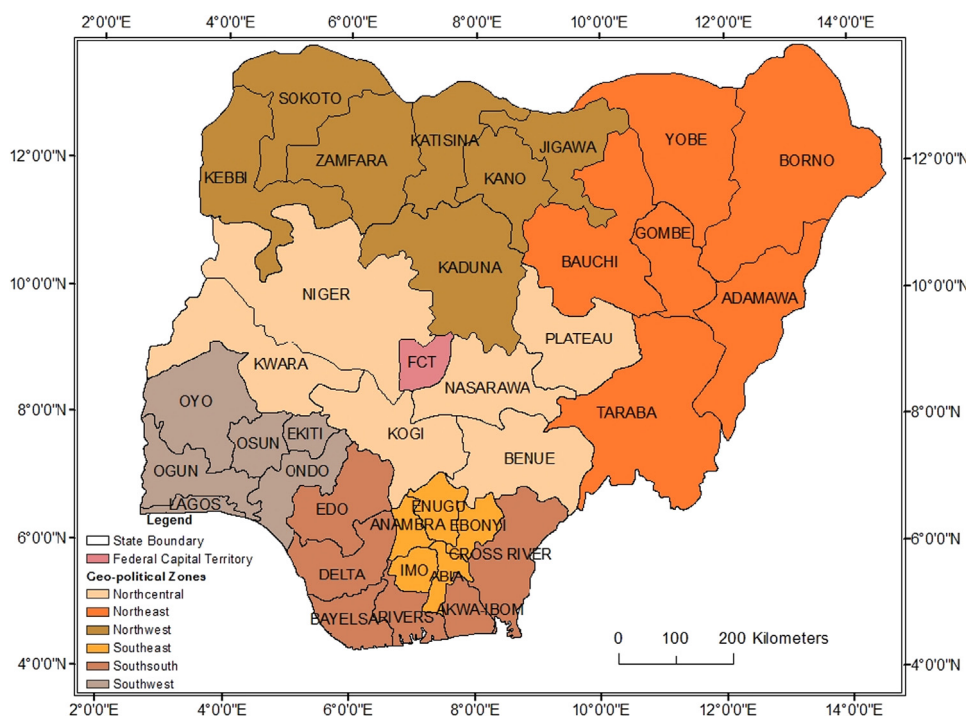 2°0'0"E 4°0'0"E 6°0'0"E 8°0'0"E 10°0'0"E 12°0'0"E 14°0'0"E
SOKOTO
KATISINA
JIGAWA
YOBE
BORNO
12°0'0"N
ZAMFARA
12°0'0"N
KEBBI
KANO
GOMBE
BAUCHI
KADUNA
10°0'0"N
10°0'0"N
NIGER
ADAMAWA
PLATEAU
FCT
KWARA
NASARAWA
8°0'0"N
OYO
TARABA
8°0'0"N
KOGI
EKITI
OSUN
BENUE
OGUN
ONDO
LAGOS
EDO
ENUGU
ANAMBRA
EBONYI
6°0'0"N
6°0'0"N
CROSS RIVER
IMO
ABIA
DELTA
BAYELSA
RIVERS
AKWA-IBOM
Legend
State Boundary
Federal Capital Territory
Geo-political Zones
Northcentral
Northeast
Northwest
Southeast
Southsouth
Southwest
0 100 200 Kilometers
4°0'0"N
4°0'0"N
2°0'0"E 4°0'0"E 6°0'0"E 8°0'0"E 10°0'0"E 12°0'0"E 14°0'0"E